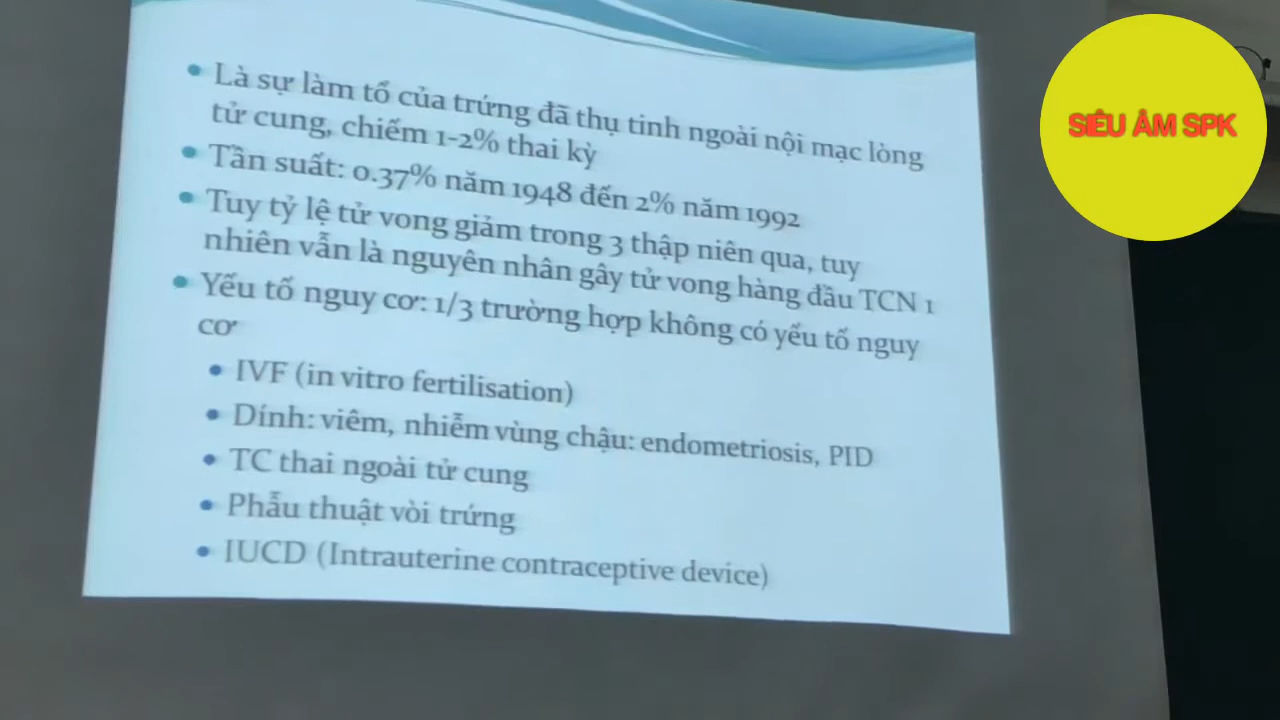 Là sự làm tổ của trứng đã thụ tinh ngoài nội mạc lòng
tử cung, chiếm 1-2% thai kỳ
Tần suất: 0.37% năm 1948 đến 2% năm 1992
Tuy tỷ lệ tử vong giảm trong 3 thập niên qua, tuy
nhiên vẫn là nguyên nhân gây tử vong hàng đầu TCN 1
Yếu tố nguy cơ: 1/3 trường hợp không có yếu tố nguy
cơ
IVF (in vitro fertilisation)
Dính: viêm, nhiễm vùng chậu: endometriosis, PID
TC thai ngoài tử cung
Phẫu thuật vòi trứng
IUCD (Intrauterine contraceptive device)
SIÊU ÂM SPK